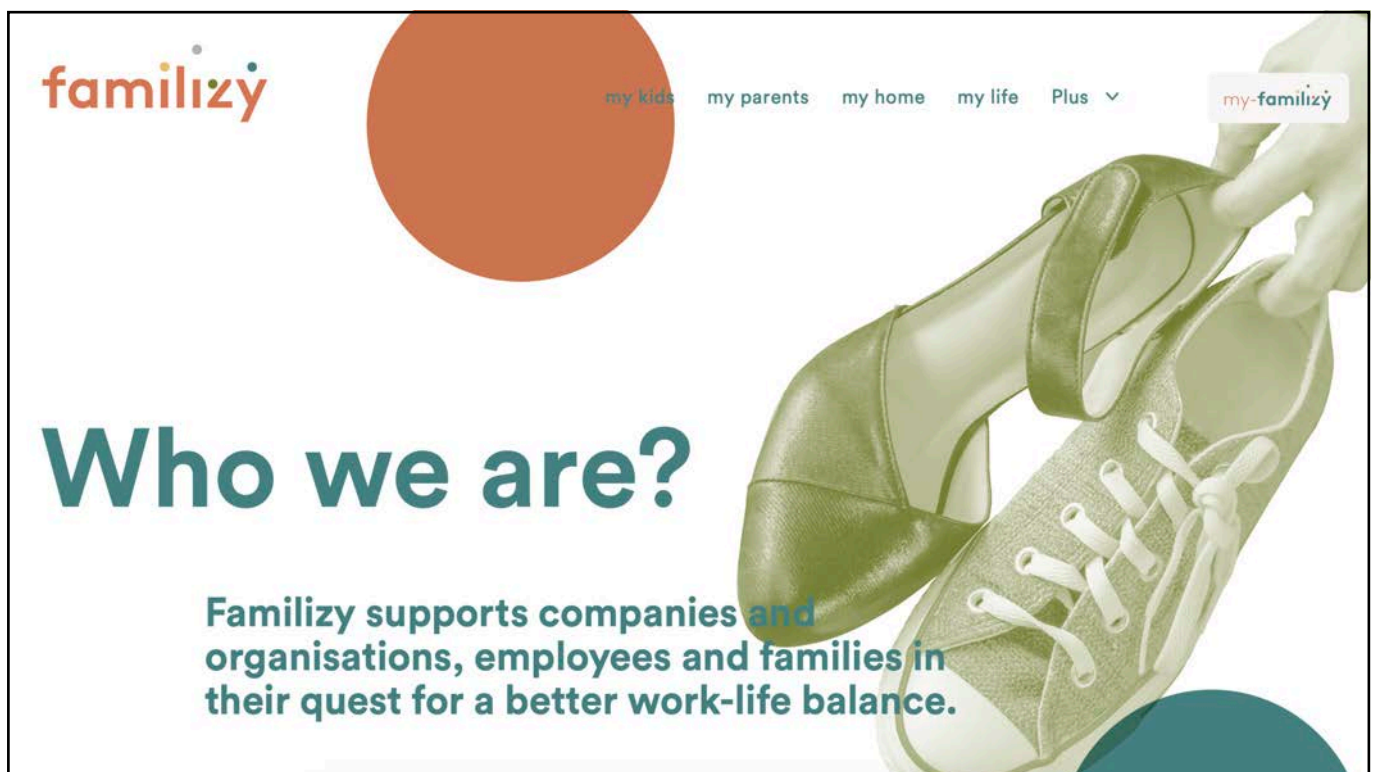 familizy
my kids my parents my home my life Plus
my-familizy
Who we are?
Familizy supports companies and
organisations, employees and families in
their quest for a better work-life balance.